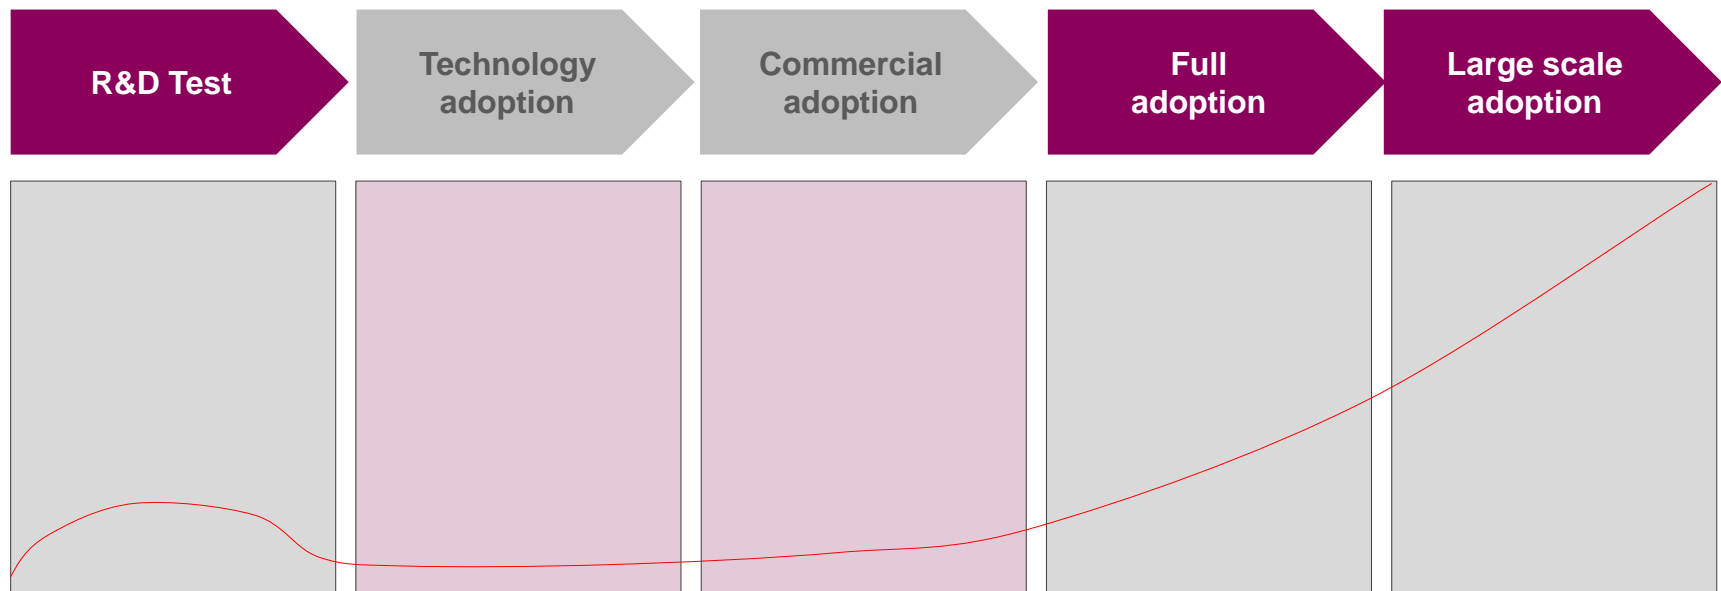 R&D Test
Technology
adoption
Commercial
adoption
Full
adoption
Large scale
adoption